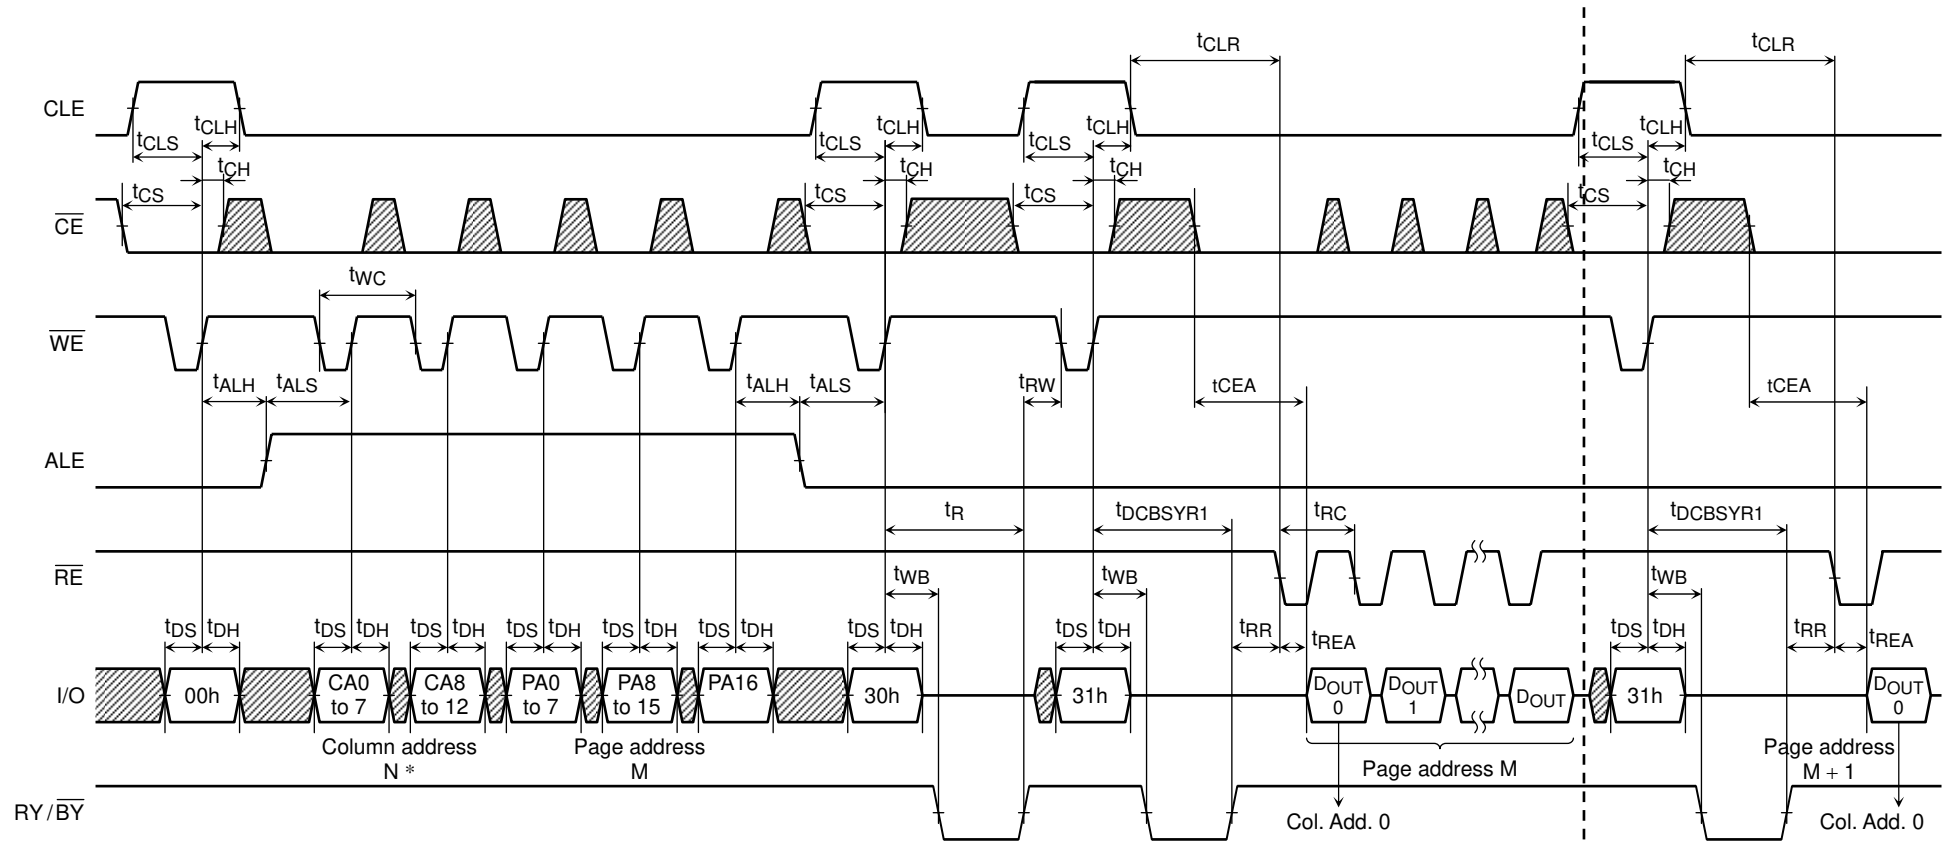 tCLR tCLR
CLE
tCLH tCLH tCLH tCLH
tCLS tCLS tCLS tCLS
tCH tCH tCH tCH
tCS tCS tCS tCS
CE
tWC
WE
tALH tALS tALH tALS tRW tCEA tCEA
ALE
tR tDCBSYR1 tRC tDCBSYR1
RE
tWB tWB tWB
tDS tDH tDS tDH tDS tDH tDS tDH tDS tDH tDS tDH tDS tDH tDS tDH tRR tREA tDS tDH tRR tREA
I/O
00h
CA0
to 7
CA8
to 12
PA0
to 7
PA8
to 15
PA16
30h
31h
DOUT
0
DOUT
1
DOUT
31h
DOUT
0
Column address
N *
Page address
M
Page address M
Page address
M + 1
RY/BY
Col. Add. 0
Col. Add. 0